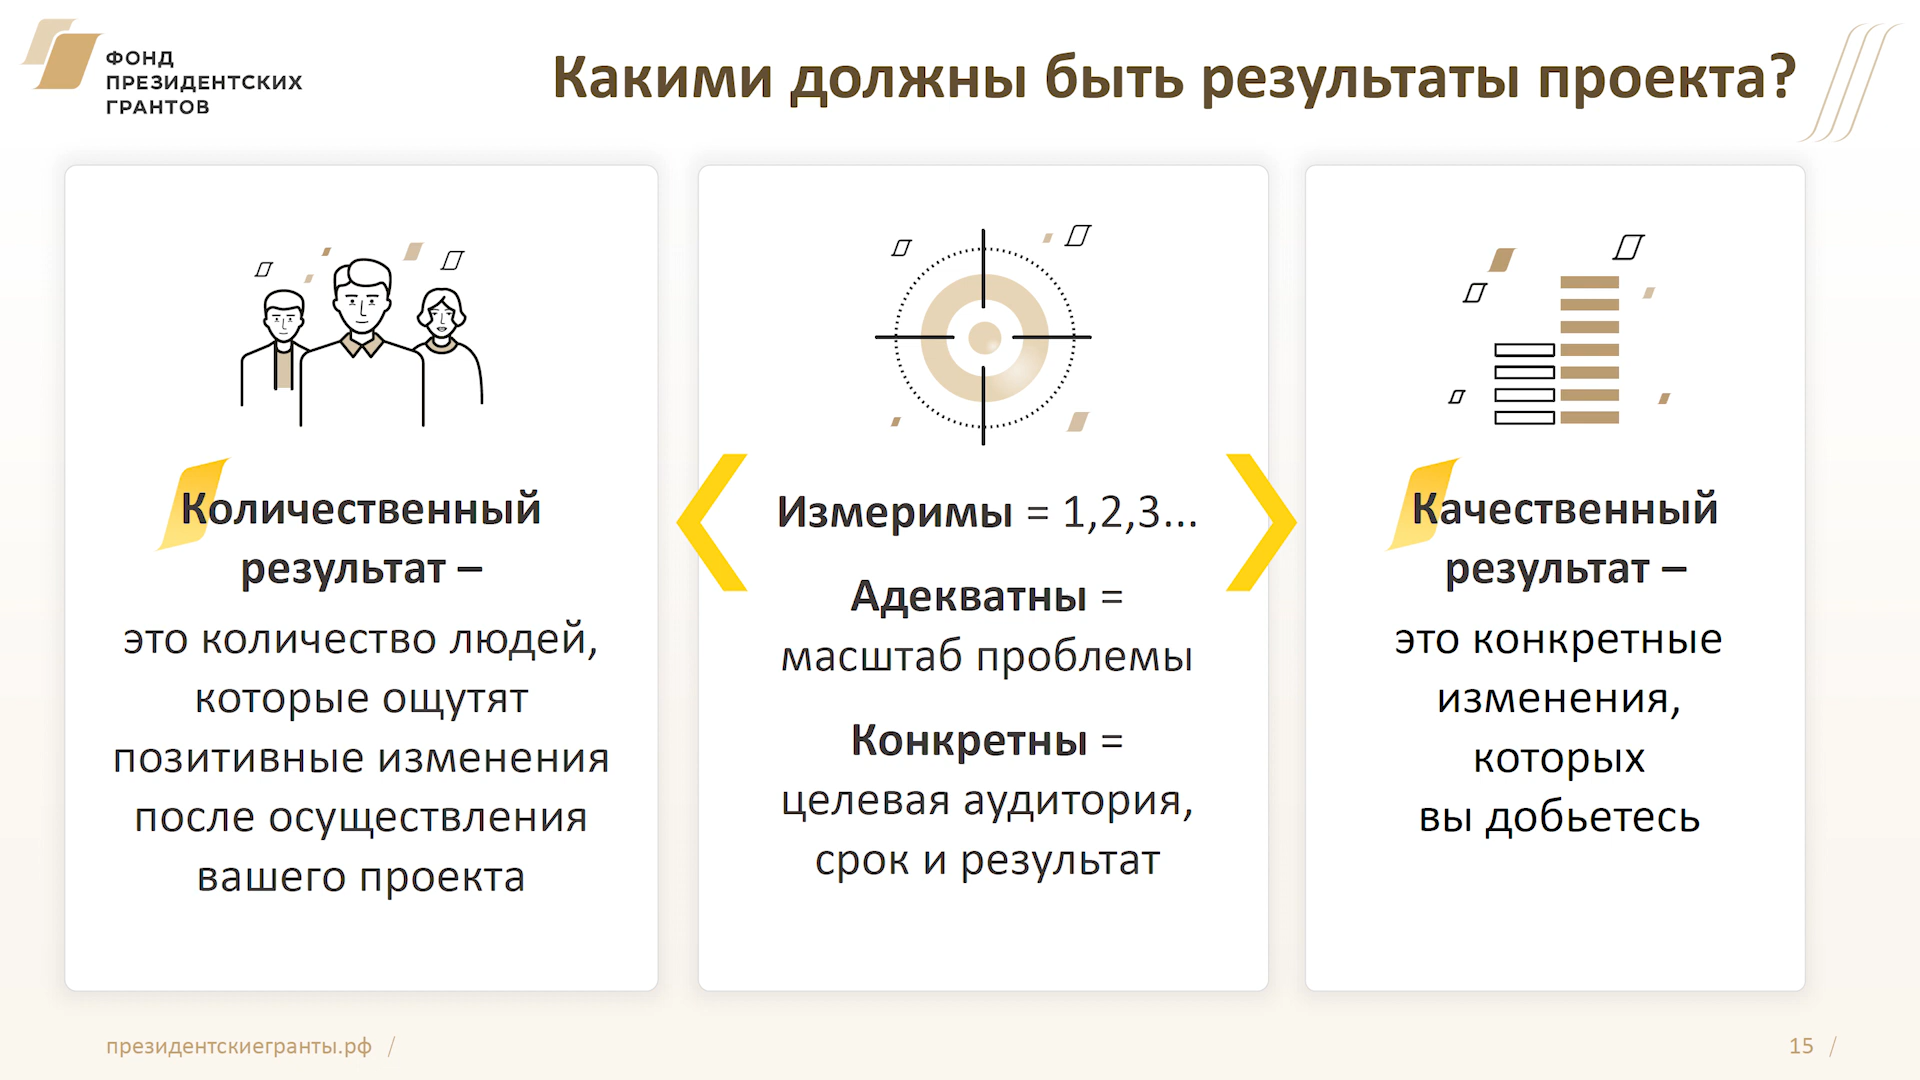 ФОНД
ПРЕЗИДЕНТСКИХ
ГРАНТОВ
Какими должны быть результаты проекта?
Количественный
результат –
это количество людей,
которые ощутят
позитивные изменения
после осуществления
вашего проекта
Измеримы = 1,2,3...
Адекватны =
масштаб проблемы
Конкретны =
целевая аудитория,
срок и результат
Качественный
результат –
это конкретные
изменения,
которых
вы добьетесь
президентскиегранты.рф /
15 /